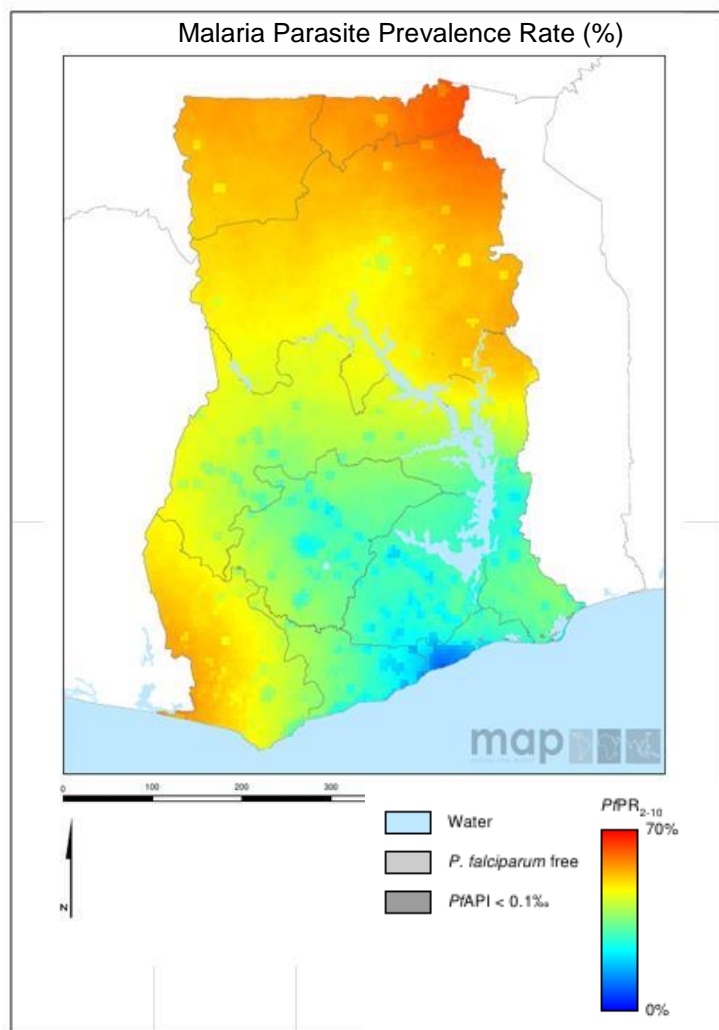 Malaria Parasite Prevalence Rate (%)
map
0 100 200 300
N
Water
P. falciparum free
PfAPI < 0.1‰
PfPR2-10
70%
0%